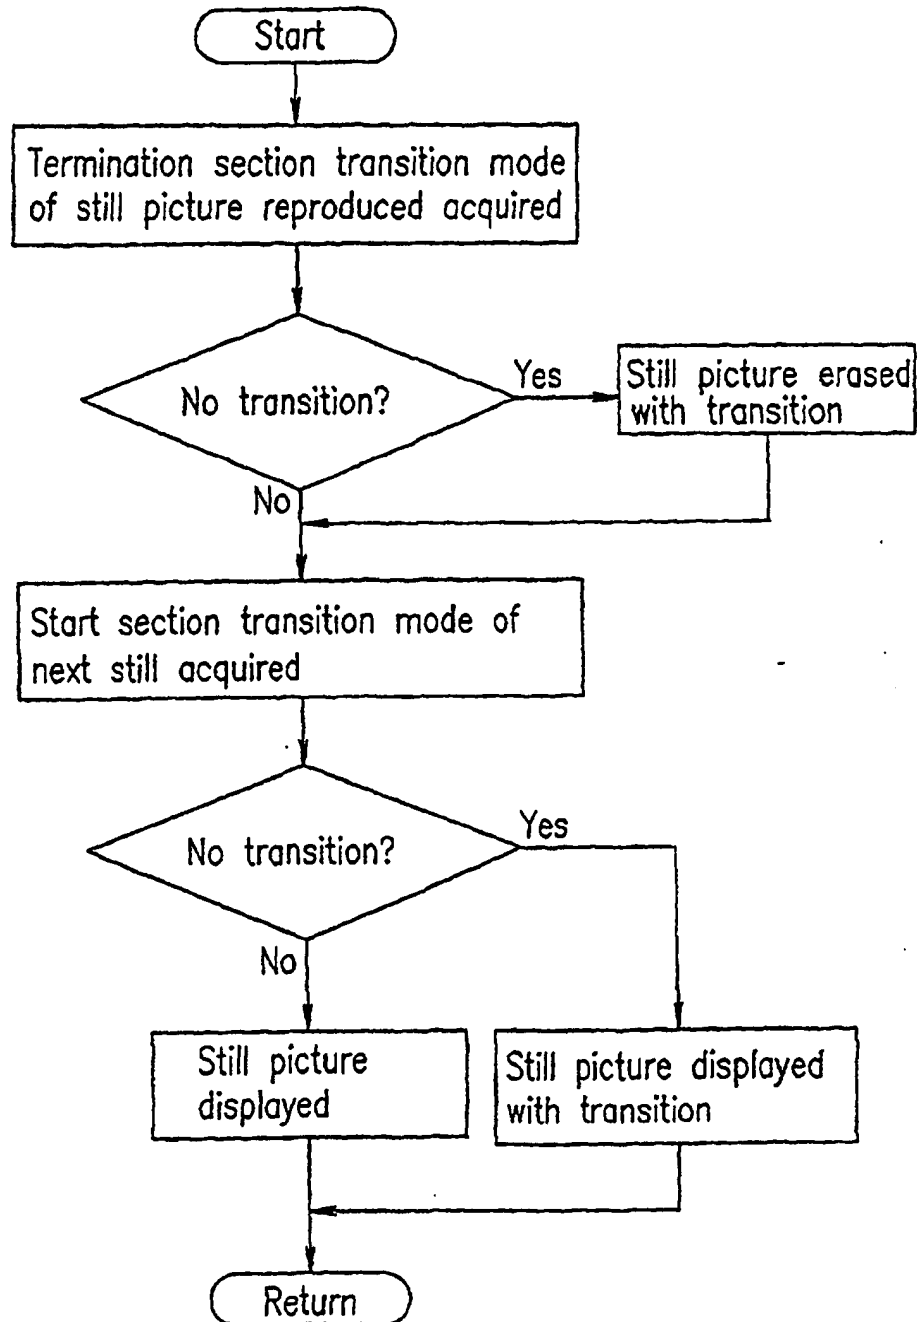 Start
Termination section transition mode
of still picture reproduced acquired
No transition?
Yes
Still picture erased
with transition
No
Start section transition mode of
next still acquired
No transition?
Yes
No
Still picture
displayed
Still picture displayed
with transition
Return